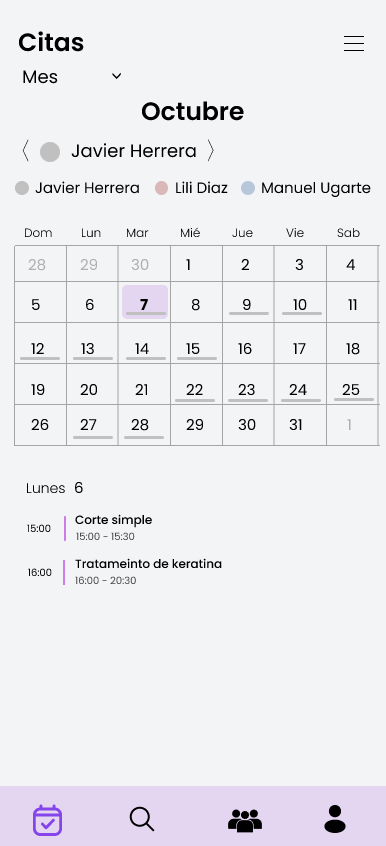 Citas
Mes
Octubre
Javier Herrera
Javier Herrera Lili Diaz Manuel Ugarte
Dom Lun Mar Mié Jue Vie Sab
28 29 30 1 2 3 4
5 6 7 8 9 10 11
12 13 14 15 16 17 18
19 20 21 22 23 24 25
26 27 28 29 30 31 1
Lunes 6
15:00 Corte simple
15:00 - 15:30
16:00 Tratameinto de keratina
16:00 - 20:30